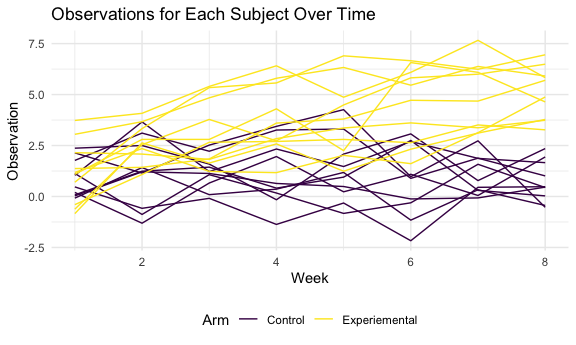 Observations for Each Subject Over Time
7.5
5.0
2.5
0.0
-2.5
Observation
2 4 6 8
Week
Arm Control Experiemental